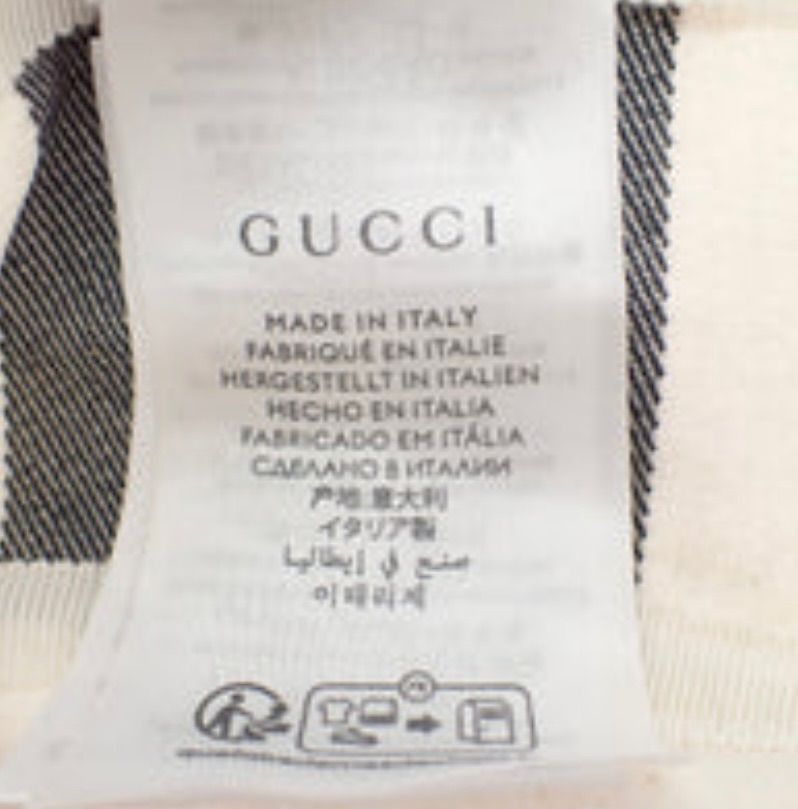 GUCCI
MADE IN ITALY
FABRIQUÉ EN ITALIE
HERGESTELLT IN ITALIEN
HECHO EN ITALIA
FABRICADO EM ITÁLIA
СДЕЛАНО В ИТАЛИИ
产地:意大利
イタリア製
صنع في إيطاليا
이태리제